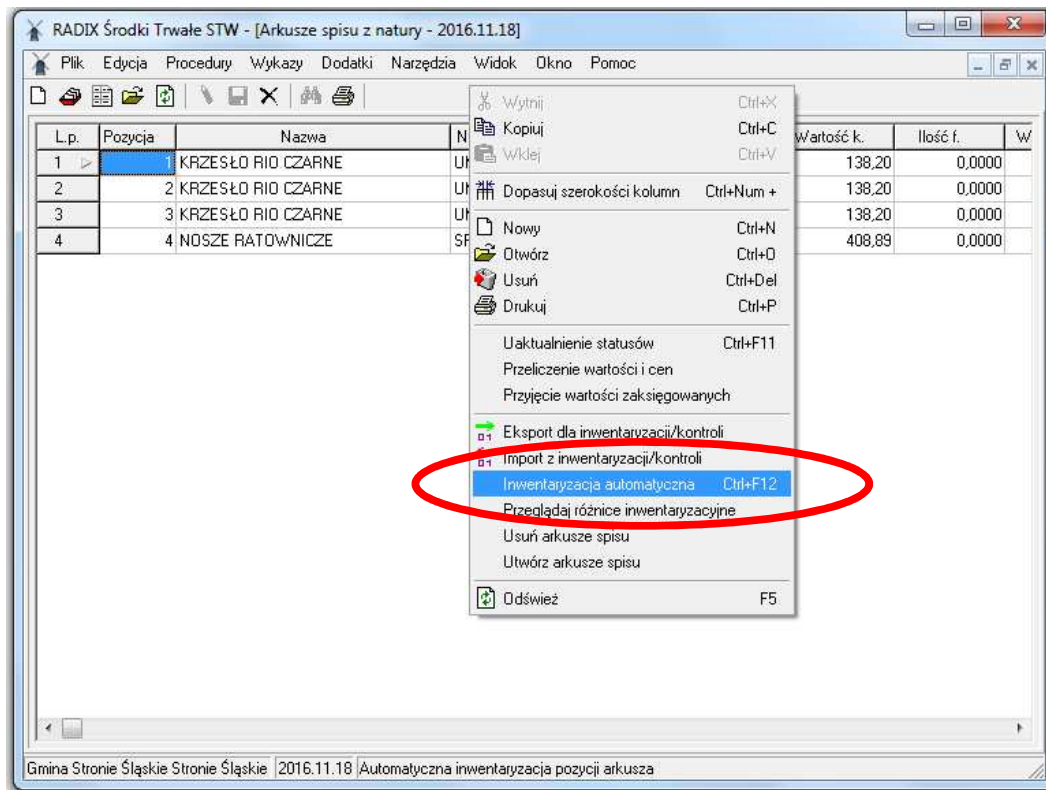 RADIX Środki Trwałe STW - [Arkusze spisu z natury - 2016.11.18]
Plik Edycja Procedury Wykazy Dodatki Narzędzia Widok Okno Pomoc
L.p. Pozycja Nazwa N Wartość k. Ilość f. W
1 1 KRZESŁO RIO CZARNE UN 138,20 0,0000
2 2 KRZESŁO RIO CZARNE UN 138,20 0,0000
3 3 KRZESŁO RIO CZARNE UN 138,20 0,0000
4 4 NOSZE RATOWNICZE SP 408,89 0,0000
Wytnij Ctrl+X
Kopiuj Ctrl+C
Wklej Ctrl+V
Dopasuj szerokości kolumn Ctrl+Num +
Nowy Ctrl+N
Otwórz Ctrl+O
Usuń Ctrl+Del
Drukuj Ctrl+P
Uaktualnienie statusów Ctrl+F11
Przeliczenie wartości i cen
Przyjęcie wartości zaksięgowanych
Eksport dla inwentaryzacji/kontroli
Import z inwentaryzacji/kontroli
Inwentaryzacja automatyczna Ctrl+F12
Przeglądaj różnice inwentaryzacyjne
Usuń arkusze spisu
Utwórz arkusze spisu
Odśwież F5
Gmina Stronie Śląskie Stronie Śląskie 2016.11.18 Automatyczna inwentaryzacja pozycji arkusza